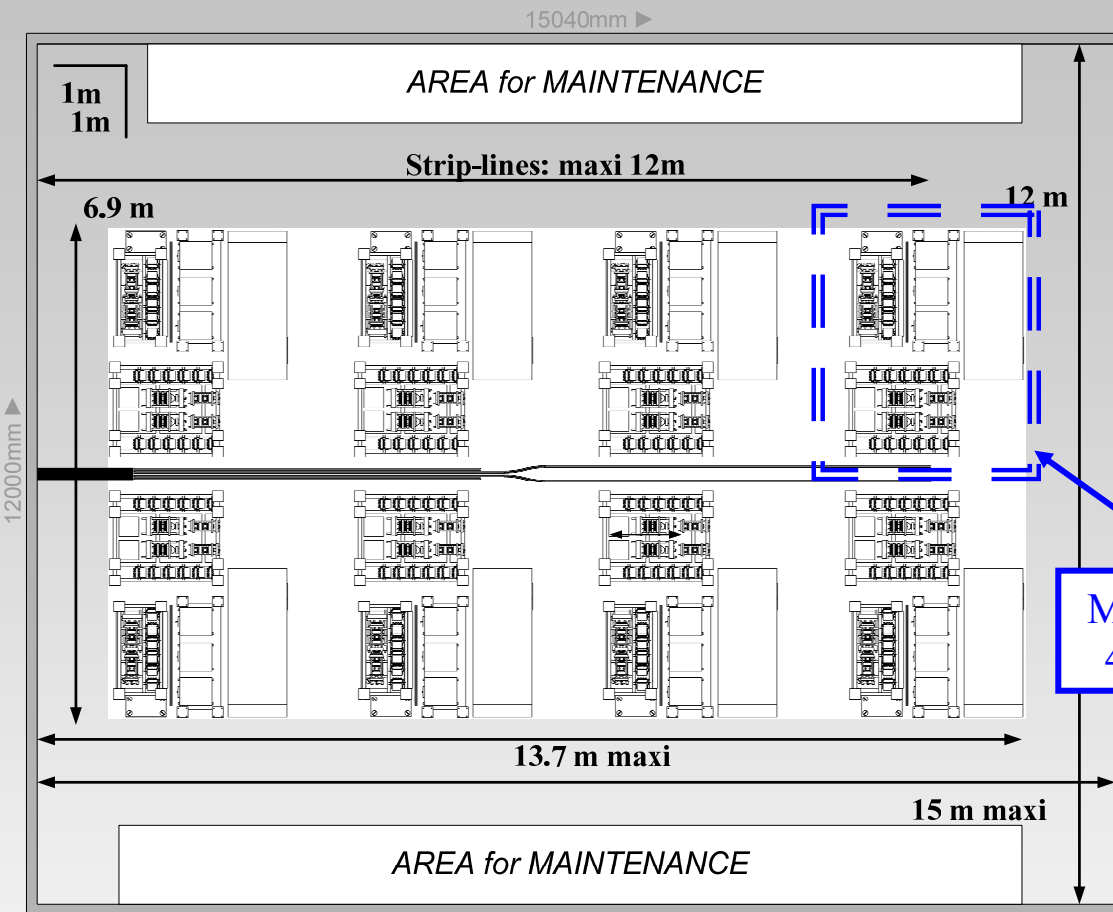 15040mm ►
AREA for MAINTENANCE
1m
1m
Strip-lines: maxi 12m
6.9 m
12 m
12000mm ►
M
4
13.7 m maxi
15 m maxi
AREA for MAINTENANCE